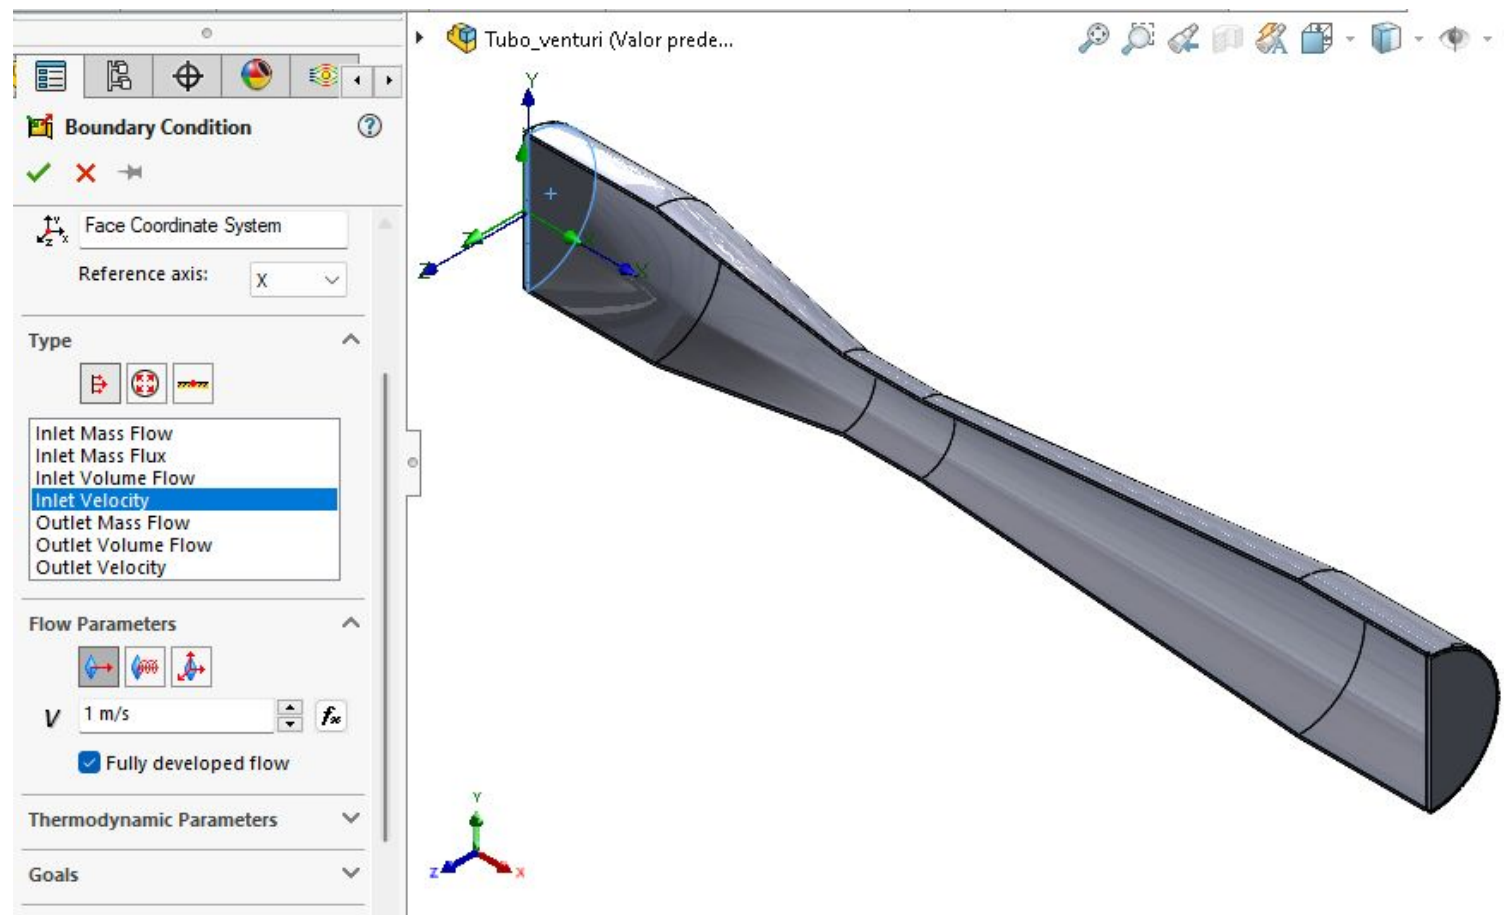 Tubo_venturi (Valor prede...
Boundary Condition
Face Coordinate System
Reference axis:
X
Type
Inlet Mass Flow
Inlet Mass Flux
Inlet Volume Flow
Inlet Velocity
Outlet Mass Flow
Outlet Volume Flow
Outlet Velocity
Flow Parameters
V
1 m/s
fx
Fully developed flow
Thermodynamic Parameters
Goals
Y
Z
X
Z
Y
Z
X